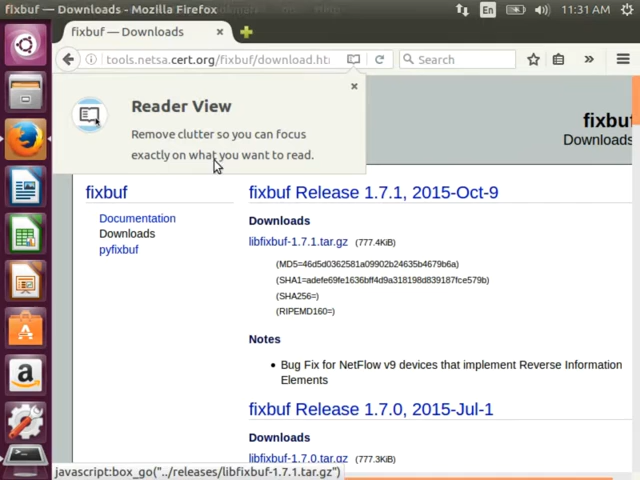 fixbuf — Downloads - Mozilla Firefox
En
11:31 AM
fixbuf — Downloads
tools.netsa.cert.org/fixbuf/download.ht
Search
Reader View
Remove clutter so you can focus
exactly on what you want to read.
fixbuf
Downloads
fixbuf
Documentation
Downloads
pyfixbuf
fixbuf Release 1.7.1, 2015-Oct-9
Downloads
libfixbuf-1.7.1.tar.gz (777.4KiB)
(MD5=46d5d0362581a09902b24635b4679b6a)
(SHA1=adefe69fe1636bff4d9a318198d839187fce579b)
(SHA256=)
(RIPEMD160=)
Notes
Bug Fix for NetFlow v9 devices that implement Reverse Information
Elements
fixbuf Release 1.7.0, 2015-Jul-1
Downloads
libfixbuf-1.7.0.tar.gz (777.3KiB)
javascript:box_go("../releases/libfixbuf-1.7.1.tar.gz")